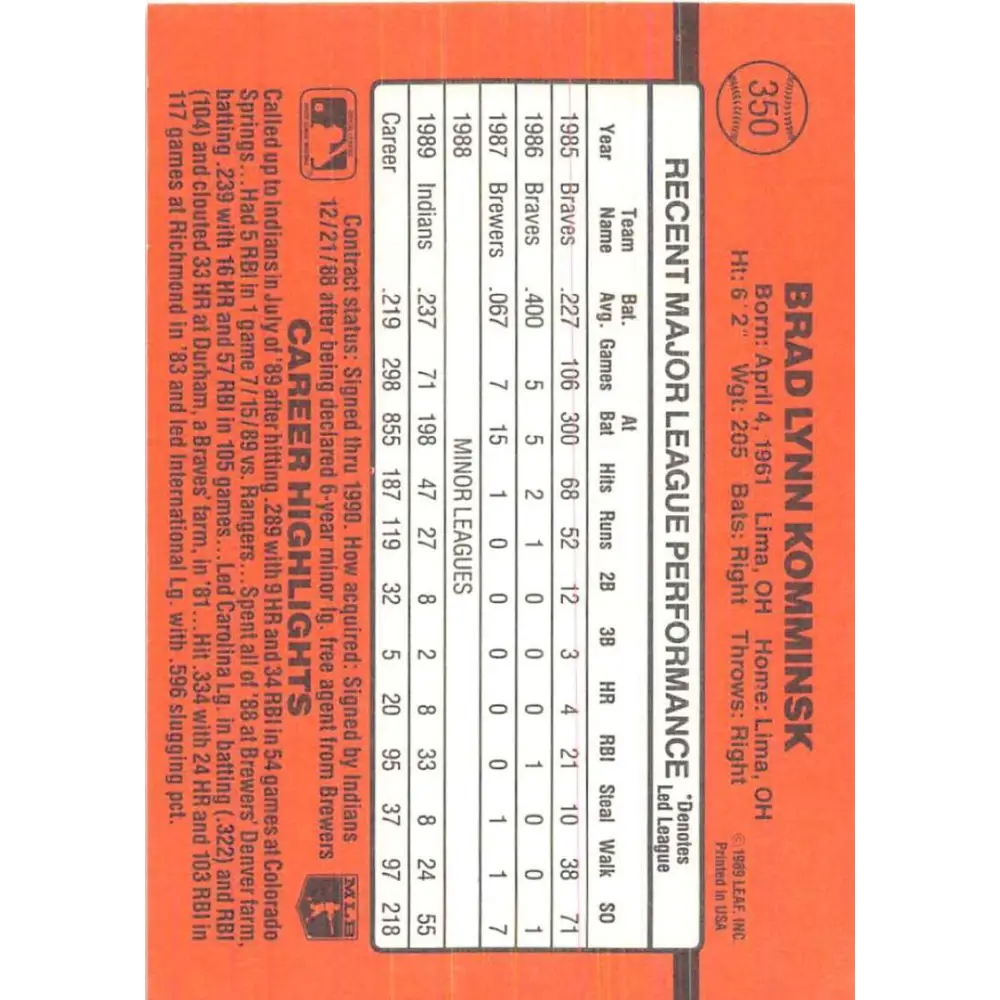 350
BRAD LYNN KOMMINSK
Born: April 4, 1961 Lima, OH Home: Lima, OH
Ht: 6'2" Wgt: 205 Bats: Right Throws: Right
© 1989 LEAF, INC.
Printed in USA
RECENT MAJOR LEAGUE PERFORMANCE *Denotes Led League
Year Team Name Bat. Avg. Games At Bat Hits Runs 2B 3B HR RBI Steal Walk SO
1985 Braves .227 106 300 68 52 12 3 4 21 10 38 71
1986 Braves .400 5 5 2 1 0 0 0 1 0 0 1
1987 Brewers .067 7 15 1 0 0 0 0 0 1 1 7
1988 MINOR LEAGUES
1989 Indians .237 71 198 47 27 8 2 8 33 8 24 55
Career .219 298 855 187 119 32 5 20 95 37 97 218
Contract status: Signed thru 1990. How acquired: Signed by Indians
12/21/88 after being declared 6-year minor lg. free agent from Brewers
MLB
CAREER HIGHLIGHTS
Called up to Indians in July of '89 after hitting .289 with 9 HR and 34 RBI in 54 games at Colorado
Springs...Had 5 RBI in 1 game 7/15/89 vs. Rangers...Spent all of '88 at Brewers' Denver farm,
batting .239 with 16 HR and 57 RBI in 105 games...Led Carolina Lg. in batting (.322) and RBI
(104) and clouted 33 HR at Durham, a Braves' farm, in '81...Hit .334 with 24 HR and 103 RBI in
117 games at Richmond in '83 and led International Lg. with .596 slugging pct.